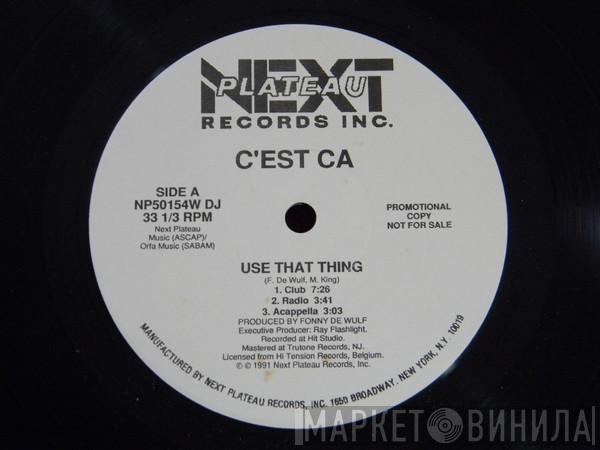 NEXT
PLATEAU
RECORDS INC.
C'EST CA
SIDE A
NP50154W DJ
33 1/3 RPM
Next Plateau
Music (ASCAP)/
Orfa Music (SABAM)
PROMOTIONAL
COPY
NOT FOR SALE
USE THAT THING
(F. De Wulf, M. King)
1. Club 7:26
2. Radio 3:41
3. Acappella 3:03
PRODUCED BY FONNY DE WULF
Executive Producer: Ray Flashlight.
Recorded at Hit Studio.
Mastered at Trutone Records, NJ.
Licensed from Hi Tension Records, Belgium.
℗ © 1991 Next Plateau Records, Inc.
MANUFACTURED BY NEXT PLATEAU RECORDS, INC. 1650 BROADWAY, NEW YORK, N.Y. 10019
МАРКЕТ ВИНИЛА